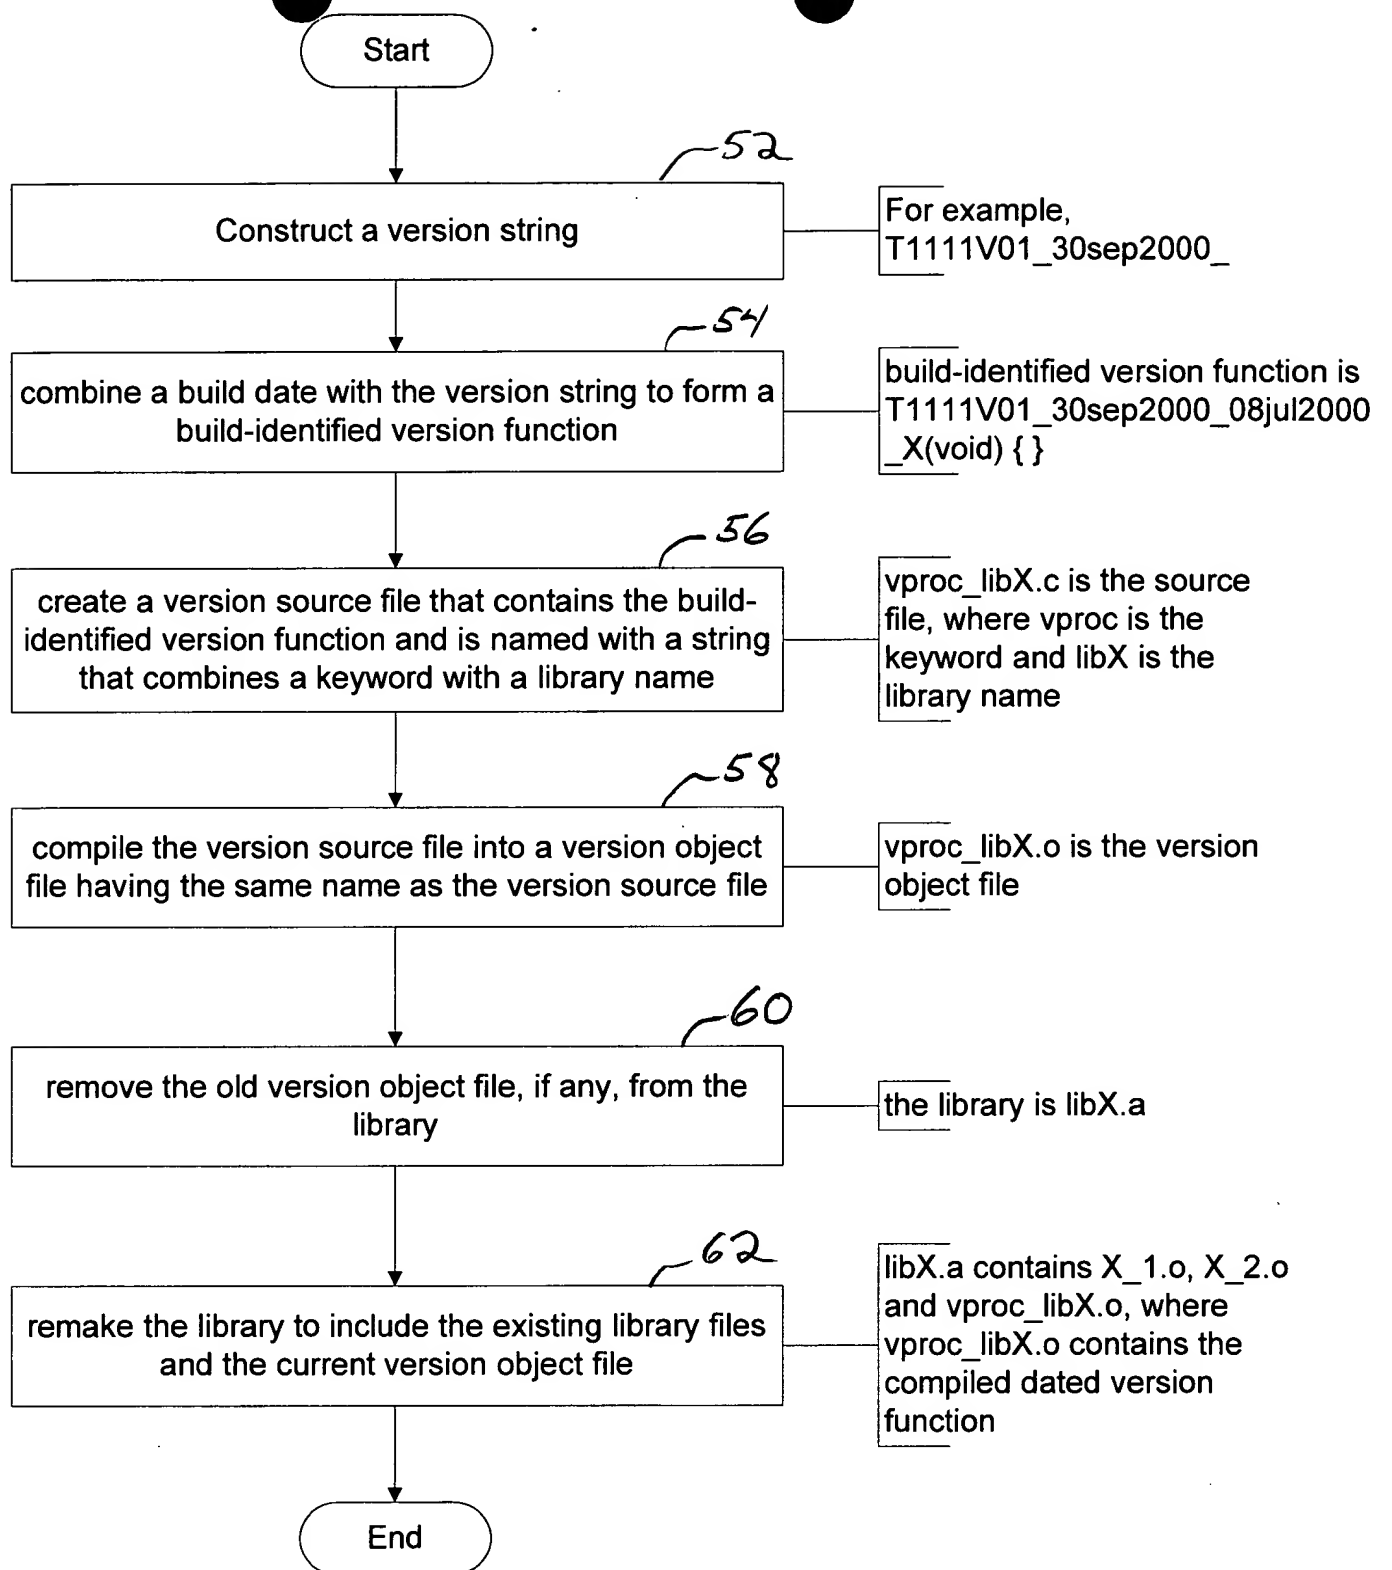 Start
52
Construct a version string
For example,
T1111V01_30sep2000_
54
combine a build date with the version string to form a
build-identified version function
build-identified version function is
T1111V01_30sep2000_08jul2000
_X(void) { }
56
create a version source file that contains the build-
identified version function and is named with a string
that combines a keyword with a library name
vproc_libX.c is the source
file, where vproc is the
keyword and libX is the
library name
58
compile the version source file into a version object
file having the same name as the version source file
vproc_libX.o is the version
object file
60
remove the old version object file, if any, from the
library
the library is libX.a
62
remake the library to include the existing library files
and the current version object file
libX.a contains X_1.o, X_2.o
and vproc_libX.o, where
vproc_libX.o contains the
compiled dated version
function
End